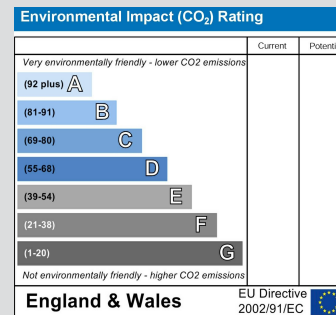 Environmental Impact (CO₂) Rating
Current Potenti
Very environmentally friendly - lower CO2 emissions
(92 plus) A
(81-91) B
(69-80) C
(55-68) D
(39-54) E
(21-38) F
(1-20) G
Not environmentally friendly - higher CO2 emissions
England & Wales
EU Directive
2002/91/EC